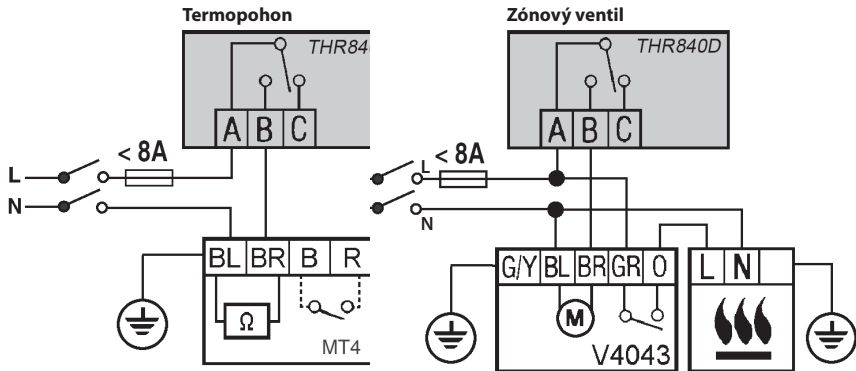 Termopohon
THR84
A B C
< 8A
L
N
BL BR B R
Ω
MT4
Zónový ventil
THR840D
A B C
< 8A
L
N
G/Y BL BR GR O
M
V4043
L N